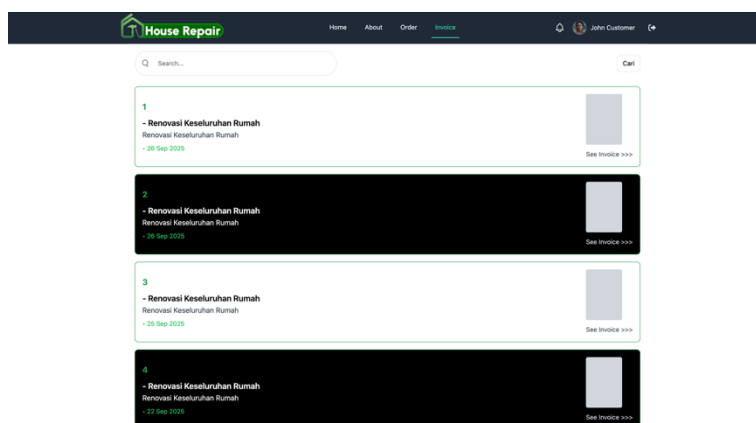 House Repair
Home About Order Invoice
John Customer
Search...
Cari
1
- Renovasi Keseluruhan Rumah
Renovasi Keseluruhan Rumah
- 26 Sep 2025
See Invoice >>>
2
- Renovasi Keseluruhan Rumah
Renovasi Keseluruhan Rumah
- 26 Sep 2025
See Invoice >>>
3
- Renovasi Keseluruhan Rumah
Renovasi Keseluruhan Rumah
- 25 Sep 2025
See Invoice >>>
4
- Renovasi Keseluruhan Rumah
Renovasi Keseluruhan Rumah
- 22 Sep 2025
See Invoice >>>